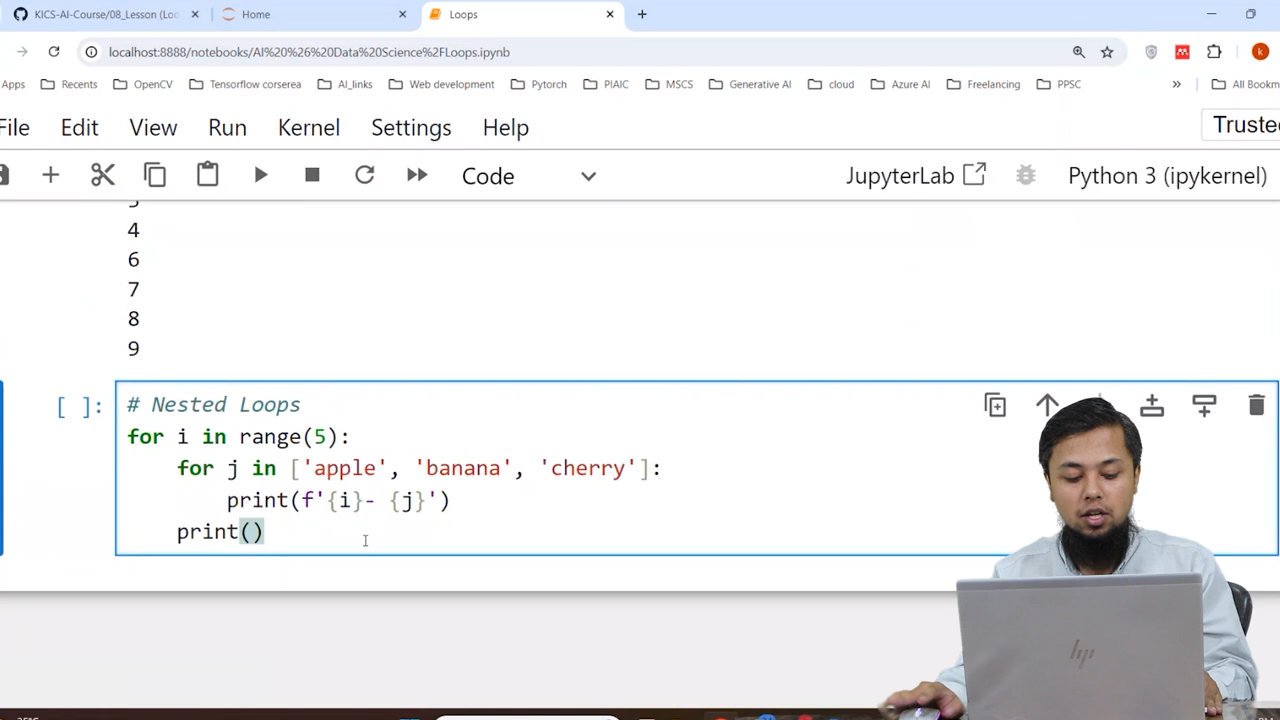 KICS-AI-Course/08_Lesson (Loo
Home
Loops
localhost:8888/notebooks/AI%20%26%20Data%20Science%2FLoops.ipynb
Apps
Recents
OpenCV
Tensorflow corserea
AI_links
Web development
Pytorch
PIAIC
MSCS
Generative AI
cloud
Azure AI
Freelancing
PPSC
»
All Bookm
File Edit View Run Kernel Settings Help
Truste
Code
JupyterLab
Python 3 (ipykernel)
4
6
7
8
9
[ ]:
# Nested Loops
for i in range(5):
    for j in ['apple', 'banana', 'cherry']:
        print(f'{i}- {j}')
    print()
hp